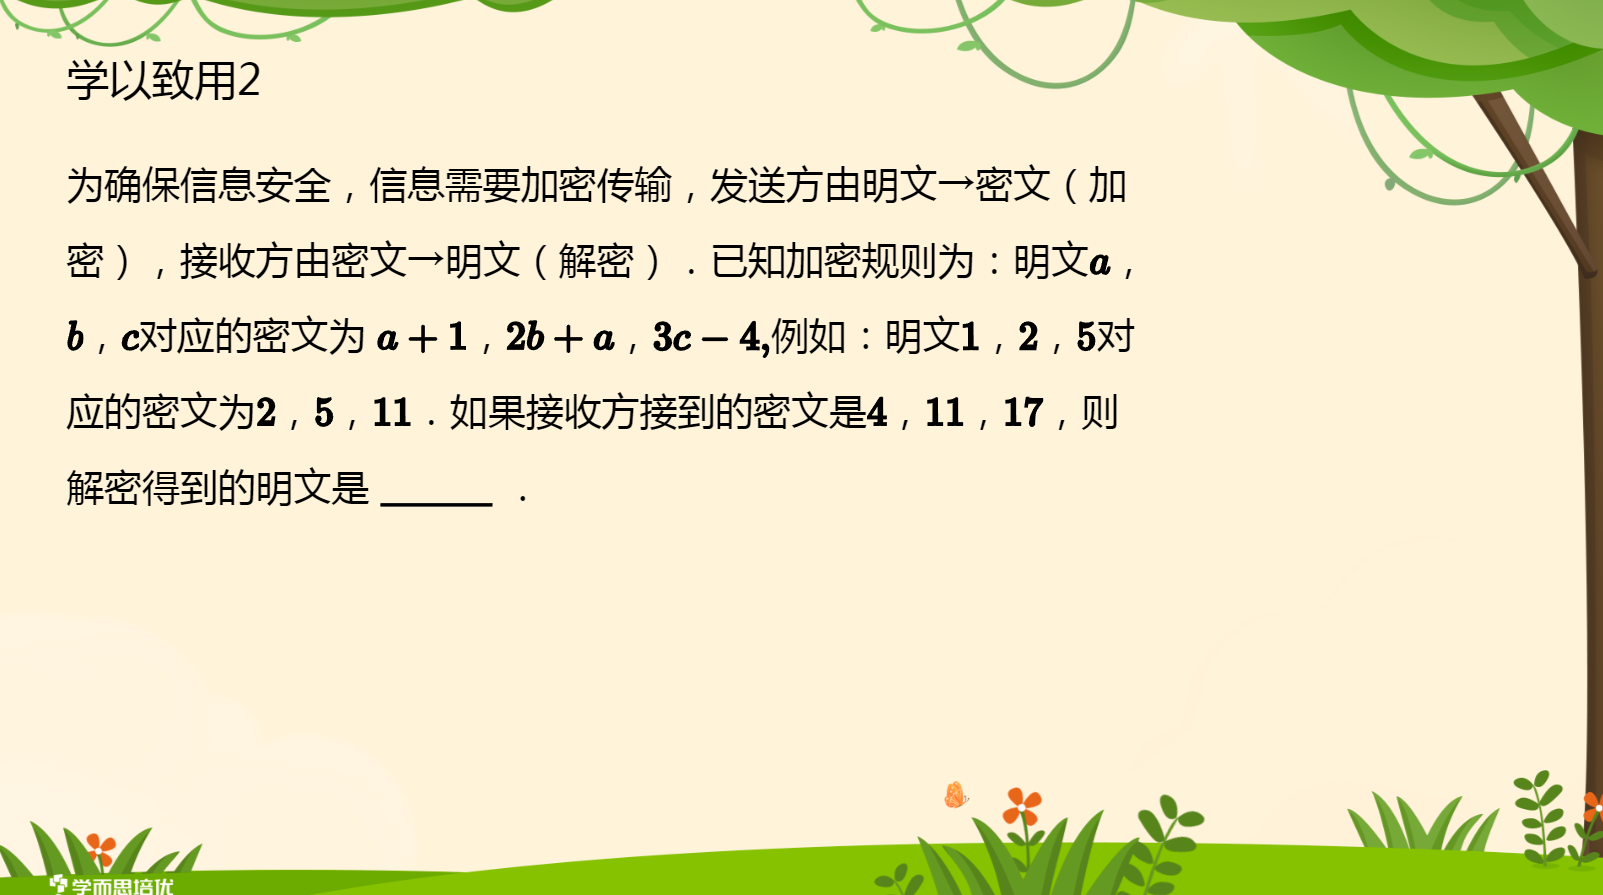 学以致用2
为确保信息安全，信息需要加密传输，发送方由明文→密文（加
密），接收方由密文→明文（解密）．已知加密规则为：明文a，
b，c对应的密文为 a + 1，2b + a，3c − 4,例如：明文1，2，5对
应的密文为2，5，11．如果接收方接到的密文是4，11，17，则
解密得到的明文是 ______ ．
学而思培优